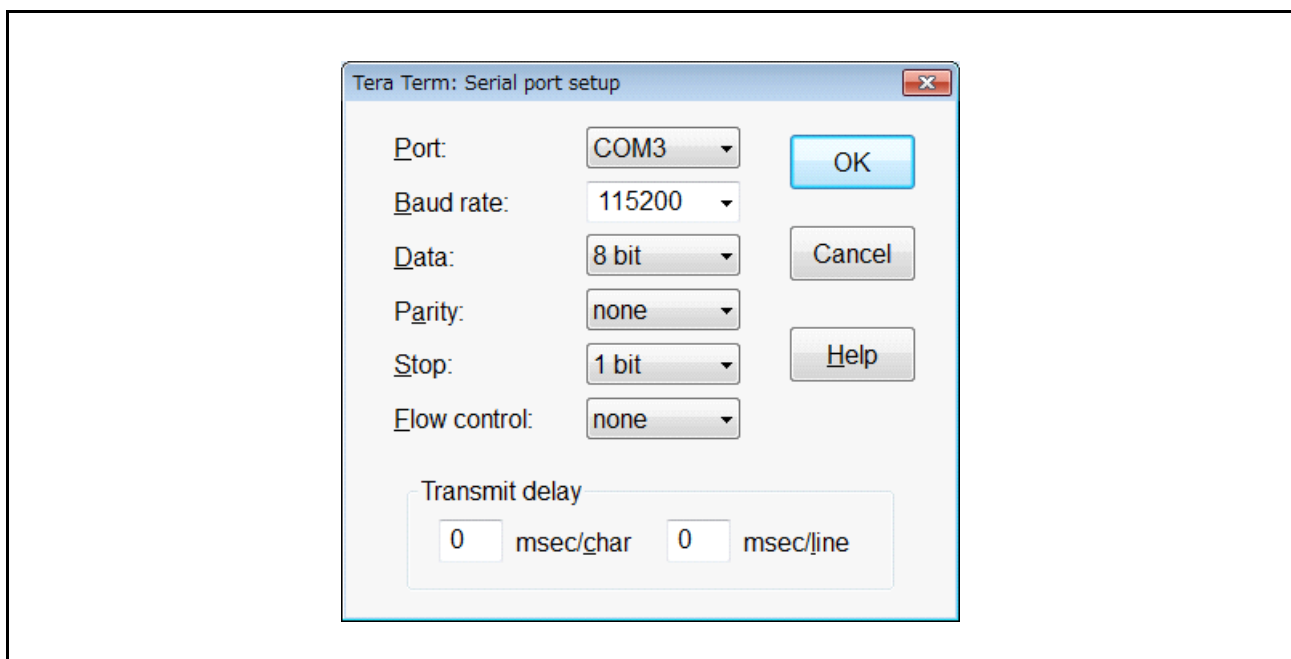 Tera Term: Serial port setup
Port: COM3
OK
Baud rate: 115200
Data: 8 bit
Cancel
Parity: none
Stop: 1 bit
Help
Flow control: none
Transmit delay
0 msec/char 0 msec/line